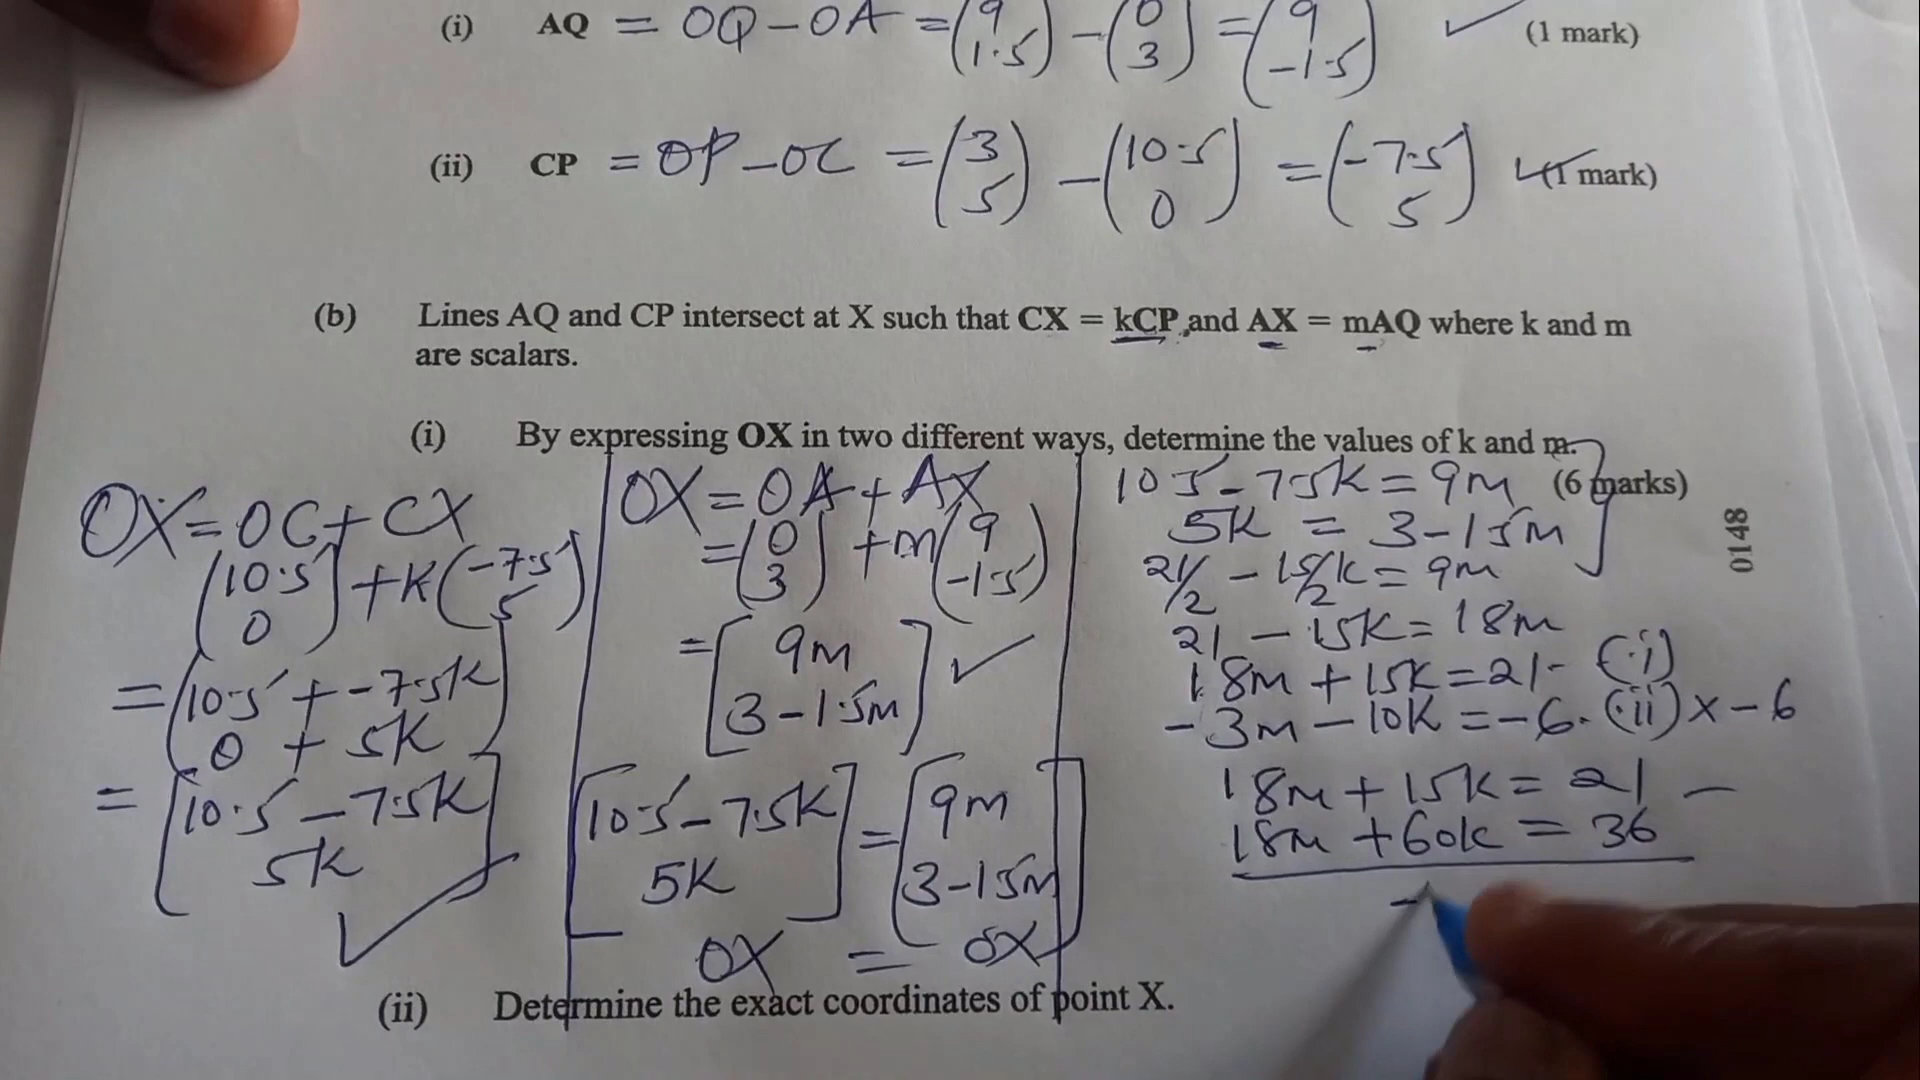 (i) AQ = OQ - OA = (9 1.5) - (0 3) = (9 -1.5) ✓ (1 mark)
(ii) CP = OP - OC = (3 5) - (10.5 0) = (-7.5 5) ✓ (1 mark)
(b) Lines AQ and CP intersect at X such that CX = kCP and AX = mAQ where k and m
are scalars.
(i) By expressing OX in two different ways, determine the values of k and m.
(6 marks)
OX = OC + CX
(10.5 0) + K(-7.5 5)
= (10.5 + -7.5K
0 + 5K)
= [10.5 - 7.5K
5K]
✓
OX = OA + AX
= (0 3) + m(9 -1.5)
= [9m
3 - 1.5m] ✓
[10.5 - 7.5K
5K] = [9m
3 - 1.5m]
OX = OX
10.5 - 7.5K = 9m
5K = 3 - 1.5m
21/2 - 15/2 K = 9m
21 - 15K = 18m
18m + 15K = 21 - (i)
-3m - 10K = -6 - (ii) x -6
18m + 15K = 21 -
18m + 60K = 36
-
0148
(ii) Determine the exact coordinates of point X.